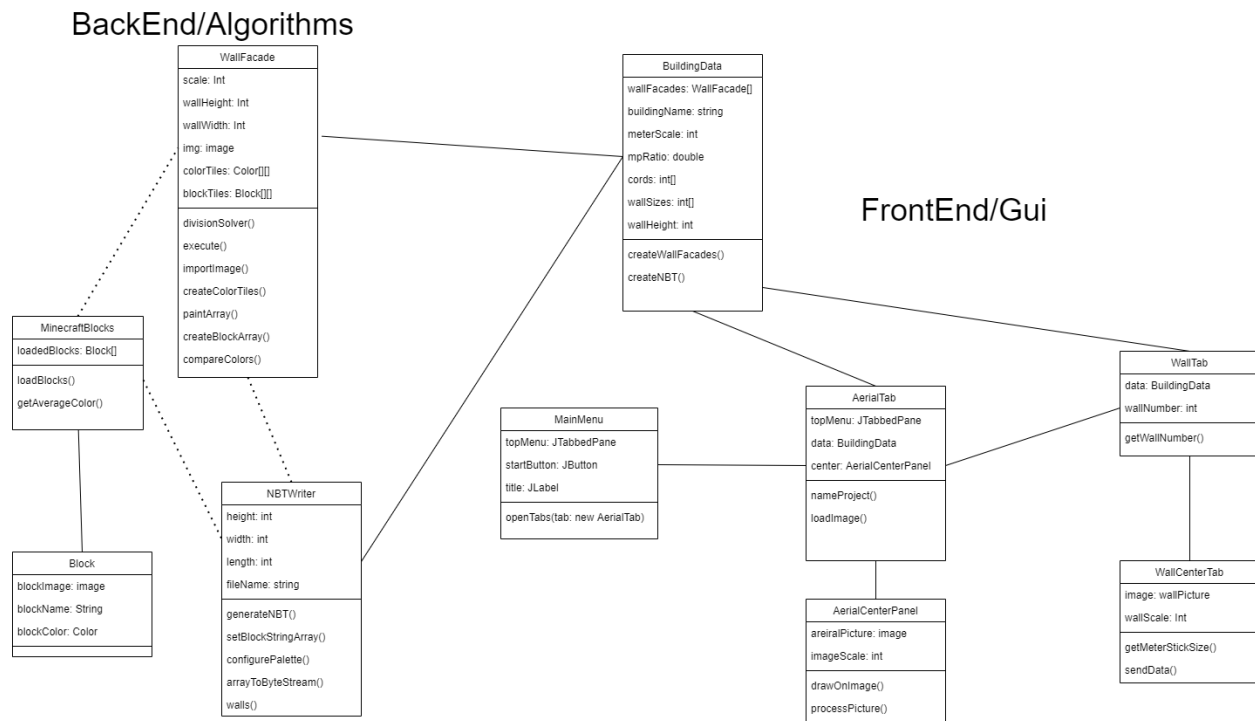 BackEnd/Algorithms
WallFacade
scale: Int
wallHeight: Int
wallWidth: Int
img: image
colorTiles: Color[][]
blockTiles: Block[][]
divisionSolver()
execute()
importImage()
createColorTiles()
paintArray()
createBlockArray()
compareColors()
BuildingData
wallFacades: WallFacade[]
buildingName: string
meterScale: int
mpRatio: double
cords: int[]
wallSizes: int[]
wallHeight: int
createWallFacades()
createNBT()
FrontEnd/Gui
MinecraftBlocks
loadedBlocks: Block[]
loadBlocks()
getAverageColor()
Block
blockImage: image
blockName: String
blockColor: Color
NBTWriter
height: int
width: int
length: int
fileName: string
generateNBT()
setBlockStringArray()
configurePalette()
arrayToByteStream()
walls()
MainMenu
topMenu: JTabbedPane
startButton: JButton
title: JLabel
openTabs(tab: new AerialTab)
AerialTab
topMenu: JTabbedPane
data: BuildingData
center: AerialCenterPanel
nameProject()
loadImage()
AerialCenterPanel
areiralPicture: image
imageScale: int
drawOnImage()
processPicture()
WallTab
data: BuildingData
wallNumber: int
getWallNumber()
WallCenterTab
image: wallPicture
wallScale: Int
getMeterStickSize()
sendData()